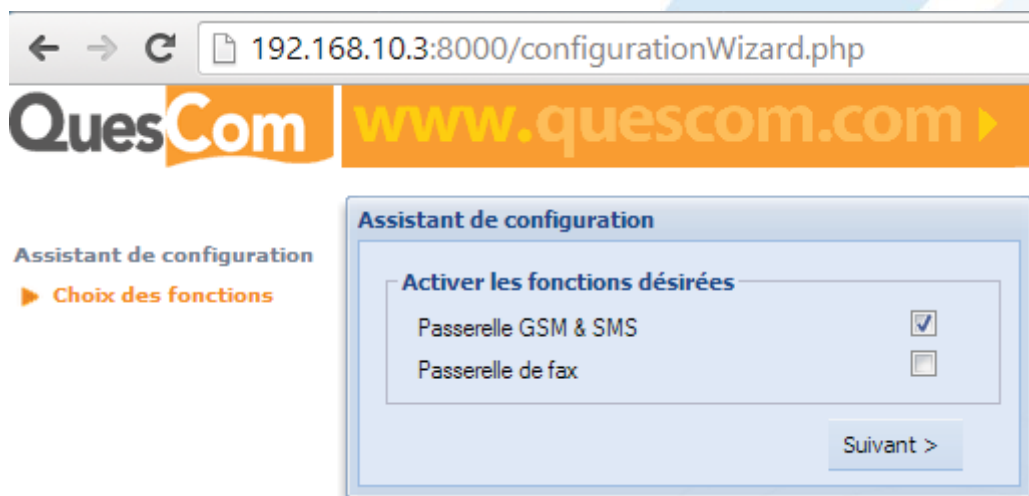 192.168.10.3:8000/configurationWizard.php
QuesCom www.quescom.com
Assistant de configuration
Choix des fonctions
Assistant de configuration
Activer les fonctions désirées
Passerelle GSM & SMS
Passerelle de fax
Suivant >